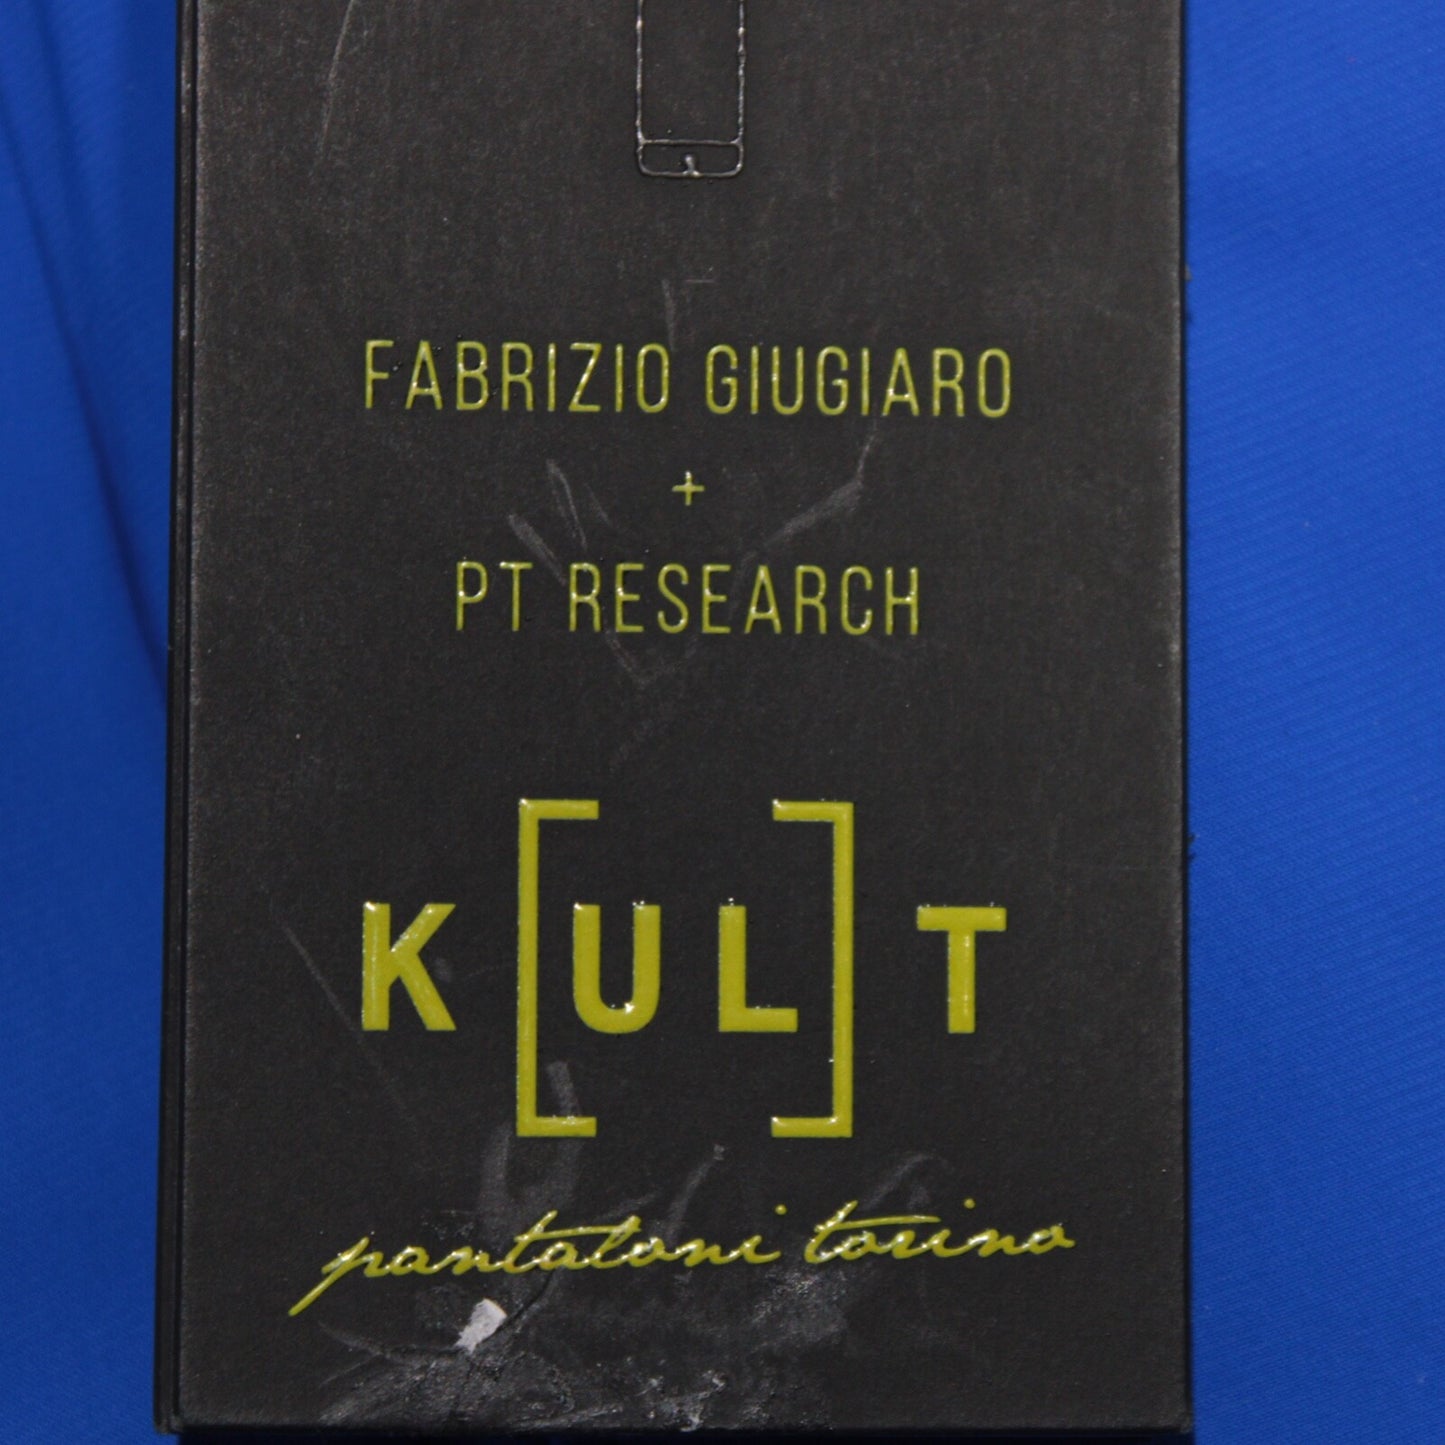 FABRIZIO GIUGIARO
+
PT RESEARCH
K[UL]T
pantaloni torino